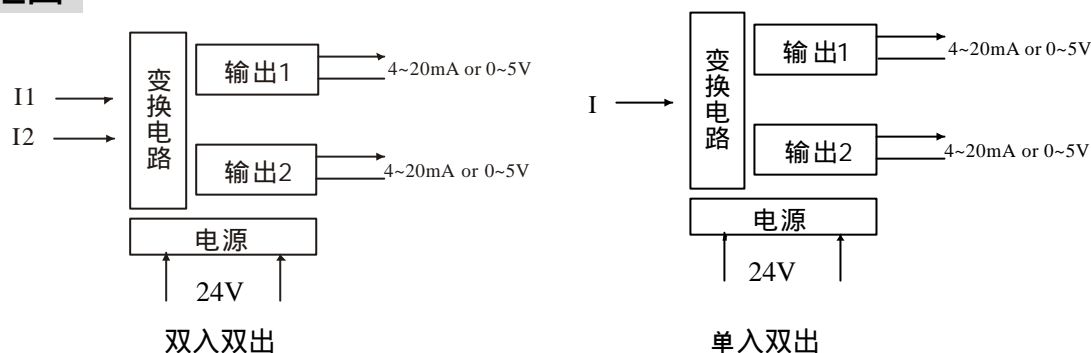 变换电路
输出1
4~20mA or 0~5V
I1
I2
输出2
4~20mA or 0~5V
电源
24V
双入双出
变换电路
输出1
4~20mA or 0~5V
I
输出2
4~20mA or 0~5V
电源
24V
单入双出